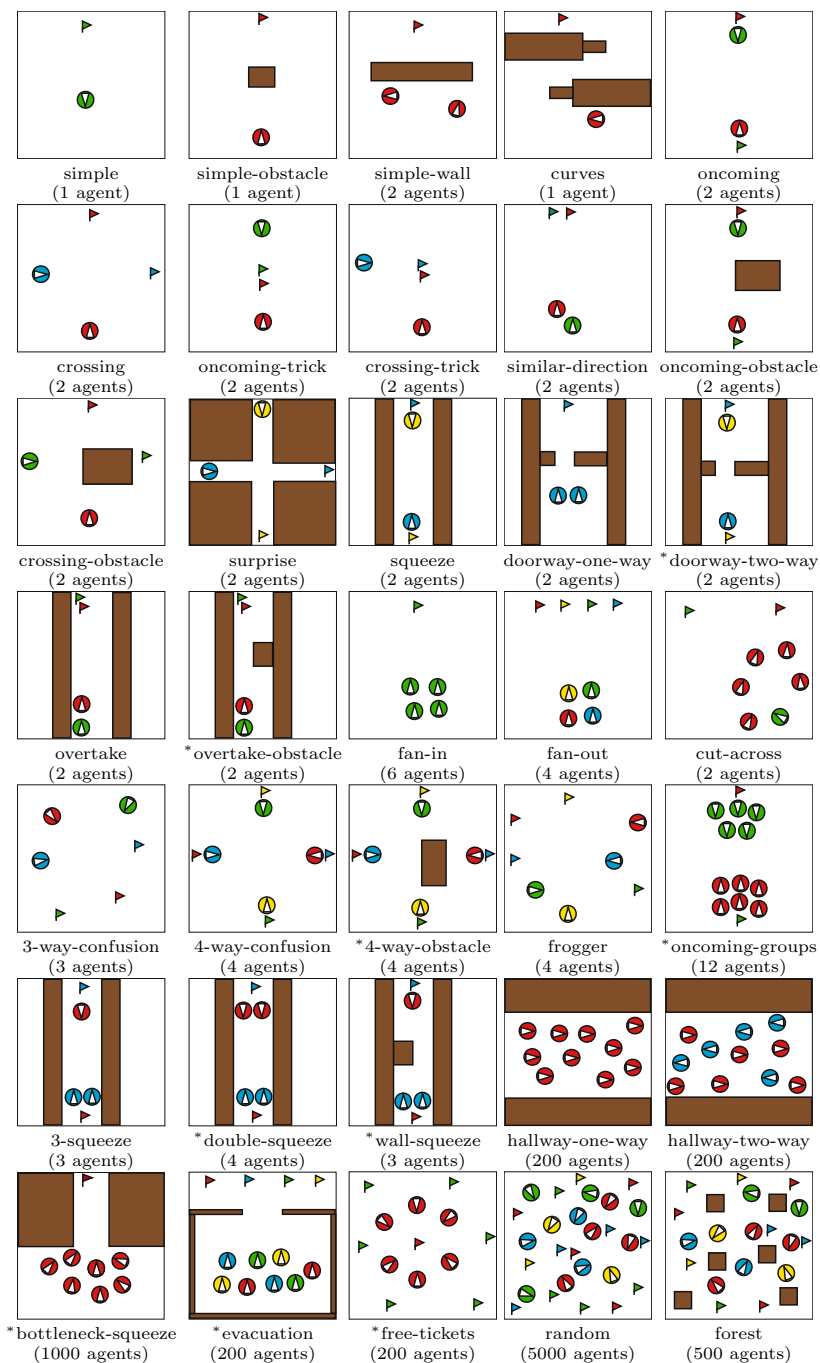 simple simple-obstacle simple-wall curves oncoming
(1 agent) (1 agent) (2 agents) (1 agent) (2 agents)
crossing oncoming-trick crossing-trick similar-direction oncoming-obstacle
(2 agents) (2 agents) (2 agents) (2 agents) (2 agents)
crossing-obstacle surprise squeeze doorway-one-way *doorway-two-way
(2 agents) (2 agents) (2 agents) (2 agents) (2 agents)
overtake *overtake-obstacle fan-in fan-out cut-across
(2 agents) (2 agents) (6 agents) (4 agents) (2 agents)
3-way-confusion 4-way-confusion *4-way-obstacle frogger *oncoming-groups
(3 agents) (4 agents) (4 agents) (4 agents) (12 agents)
3-squeeze *double-squeeze *wall-squeeze hallway-one-way hallway-two-way
(3 agents) (4 agents) (3 agents) (200 agents) (200 agents)
*bottleneck-squeeze *evacuation *free-tickets random forest
(1000 agents) (200 agents) (200 agents) (5000 agents) (500 agents)